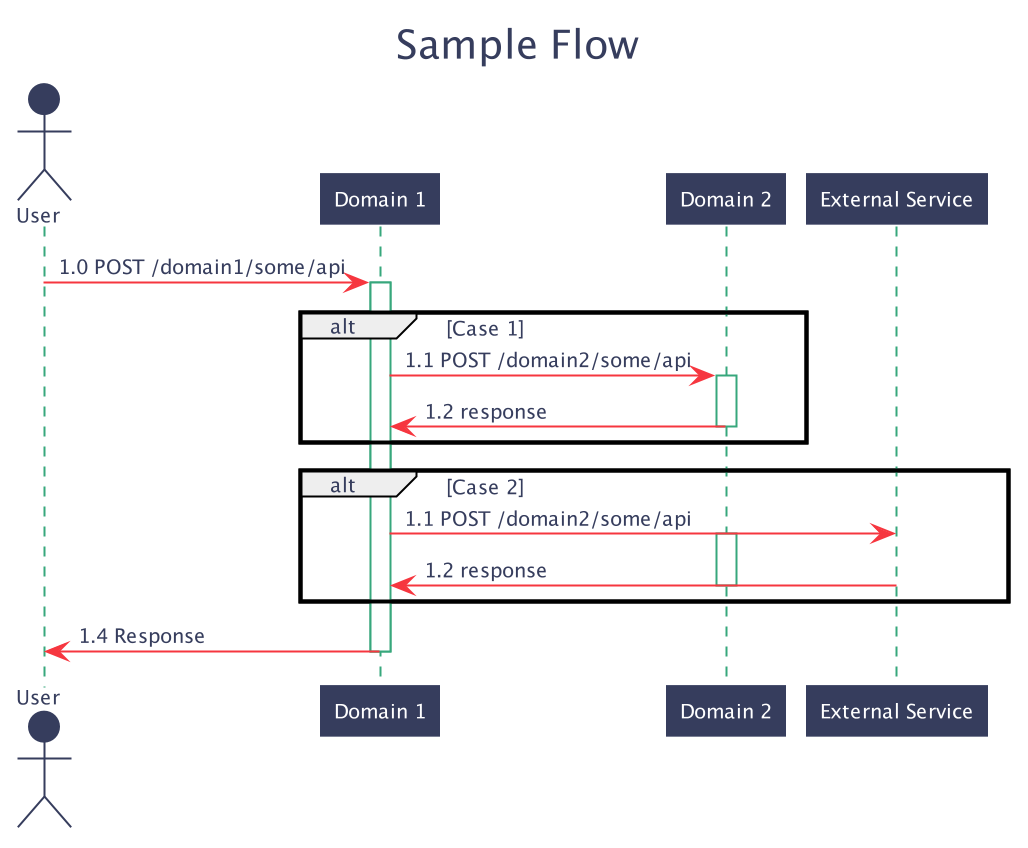 Sample Flow
User
Domain 1
Domain 2
External Service
1.0 POST /domain1/some/api
alt
[Case 1]
1.1 POST /domain2/some/api
1.2 response
alt
[Case 2]
1.1 POST /domain2/some/api
1.2 response
1.4 Response
User
Domain 1
Domain 2
External Service